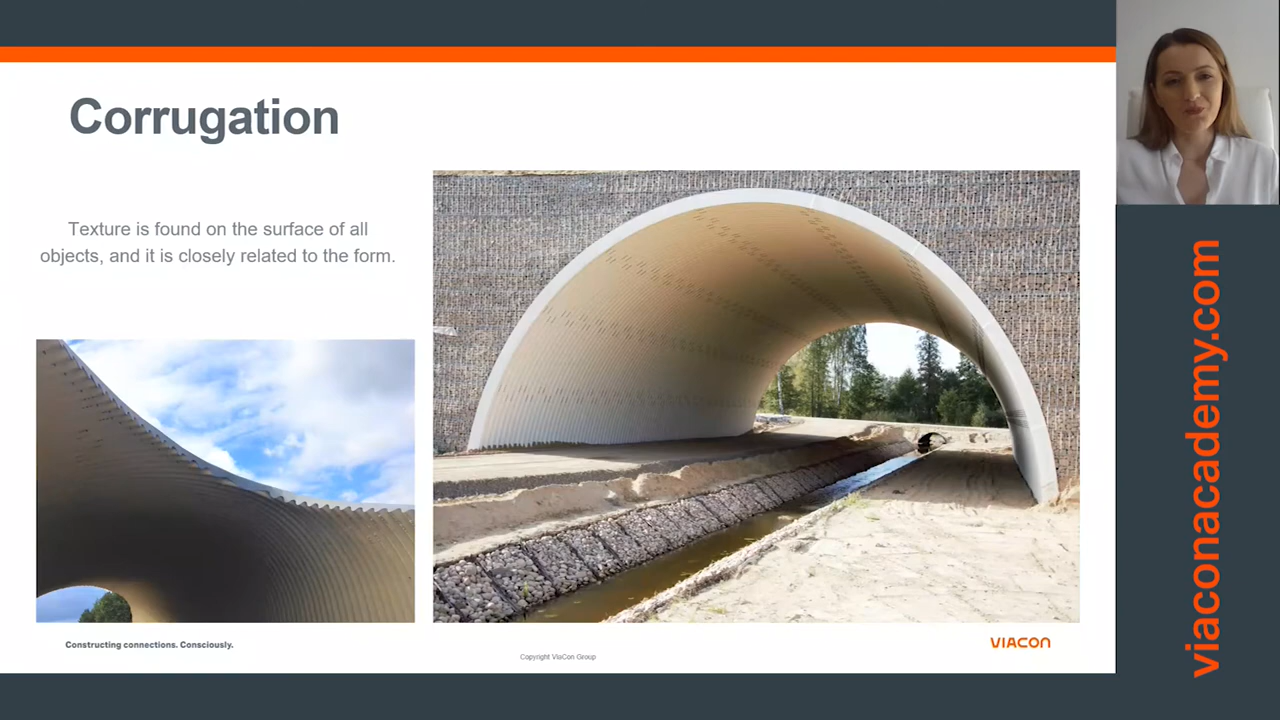 Corrugation
Texture is found on the surface of all
objects, and it is closely related to the form.
Constructing connections. Consciously.
Copyright ViaCon Group
VIACON
viaconacademy.com